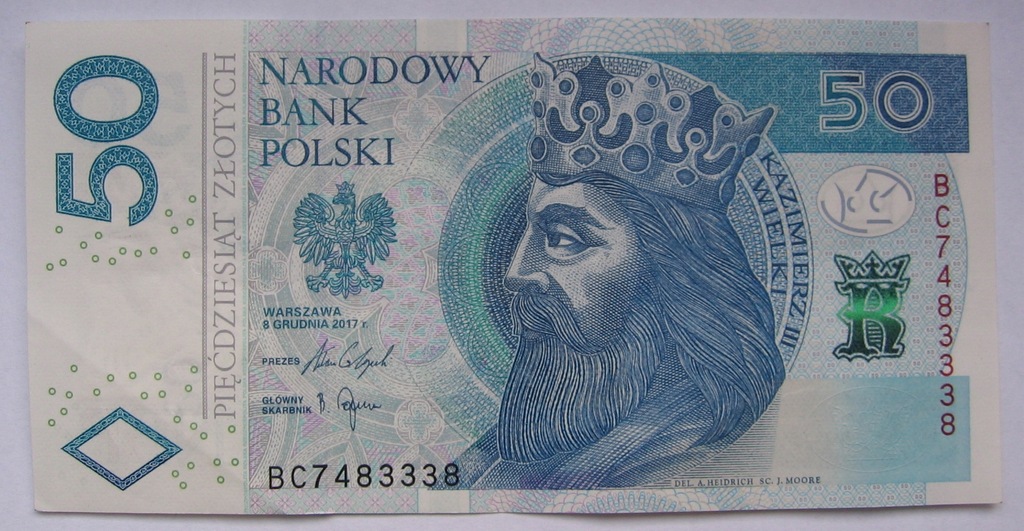 50
PIĘĆDZIESIĄT ZŁOTYCH
NARODOWY
BANK
POLSKI
WARSZAWA
8 GRUDNIA 2017 r.
PREZES
GŁÓWNY
SKARBNIK
BC7483338
KAZIMIERZ III
WIELKI
50
BC7483338
K
DEL. A. HEIDRICH SC. J. MOORE